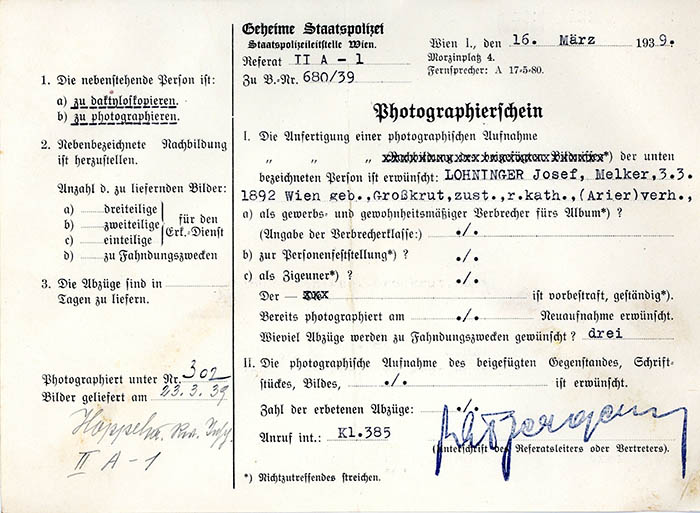 Geheime Staatspolizei
Staatspolizeileitstelle Wien.
Referat II A - 1
Zu B.-Nr. 680/39
Wien I., den 16. März 1939.
Morzinplatz 4.
Fernsprecher: A 17-5-80.
1. Die nebenstehende Person ist:
a) zu daktyloskopieren.
b) zu photographieren.
2. Nebenbezeichnete Nachbildung
ist herzustellen.
Anzahl d. zu liefernden Bilder:
a) dreiteilige
b) zweiteilige
c) einteilige
für den
Erk.-Dienst
d) zu Fahndungszwecken
3. Die Abzüge sind in
Tagen zu liefern.
Photographiert unter Nr. 302
Bilder geliefert am 23.3.39
II A-1
Photographierschein
I. Die Anfertigung einer photographischen Aufnahme
„ „ „ *) der unten
bezeichneten Person ist erwünscht: LOHNINGER Josef, Melker,3.3.
1892 Wien geb.,Großkrut,zust.,r.kath.,(Arier)verh.,
a) als gewerbs- und gewohnheitsmäßiger Verbrecher fürs Album*) ?
(Angabe der Verbrecherklasse:) ./.
b) zur Personenfeststellung*) ? ./.
c) als Zigeuner*) ? ./.
Der — ist vorbestraft, geständig*).
Bereits photographiert am ./. Neuaufnahme erwünscht.
Wieviel Abzüge werden zu Fahndungszwecken gewünscht ? drei
II. Die photographische Aufnahme des beigefügten Gegenstandes, Schrift-
stückes, Bildes, ./. ist erwünscht.
Zahl der erbetenen Abzüge: ./.
Anruf int.: Kl.385
(Unterschrift des Referatsleiters oder Vertreters).
*) Nichtzutreffendes streichen.